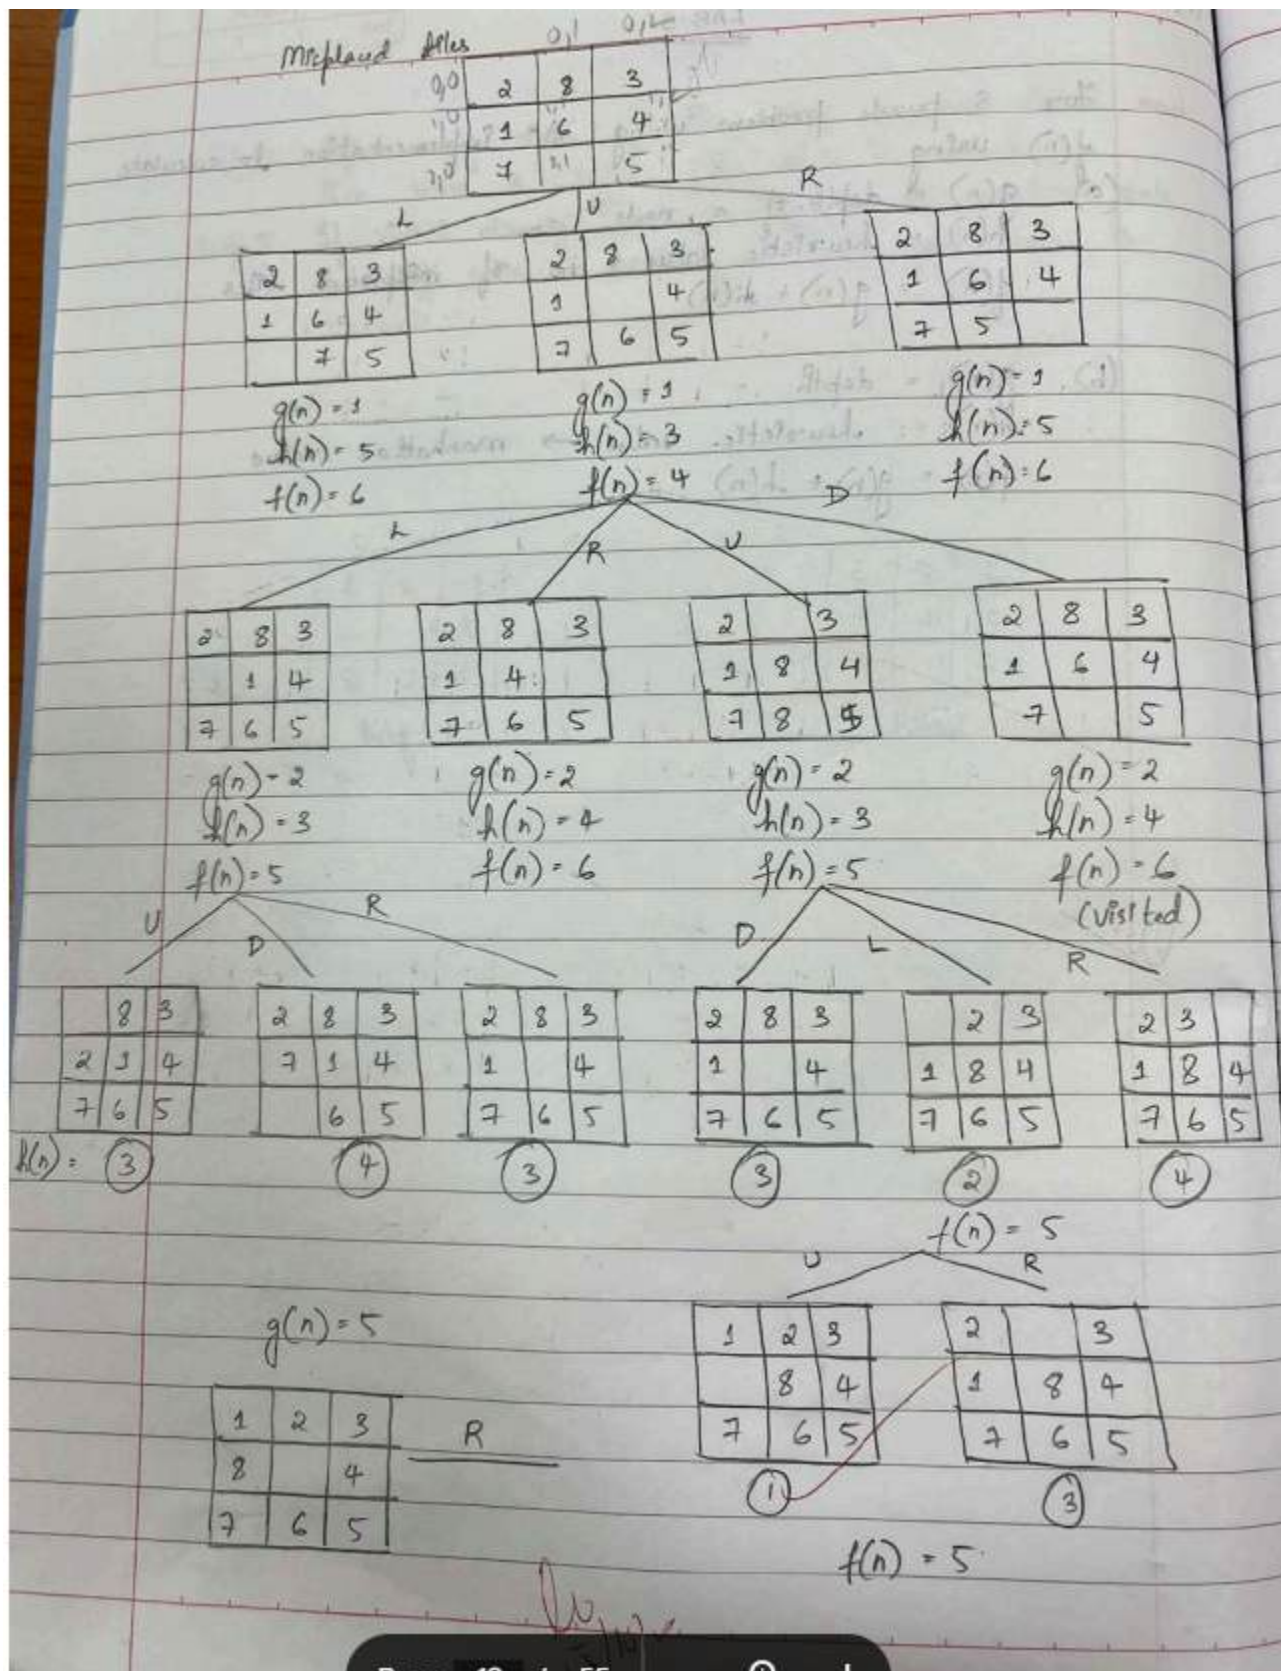 Misplaced tiles 0,1 0,2
0,0 2 8 3
1 6 4
7 5
L U R
2 8 3 2 8 3 2 8 3
1 6 4 1 4 1 6 4
7 5 7 6 5 7 5
g(n) = 1 g(n) = 1 g(n) = 1
h(n) = 5 h(n) = 3 h(n) = 5
f(n) = 6 f(n) = 4 f(n) = 6
L R U D
2 8 3 2 8 3 2 3 2 8 3
1 4 1 4 1 8 4 1 6 4
7 6 5 7 6 5 7 8 5 7 5
g(n) = 2 g(n) = 2 g(n) = 2 g(n) = 2
h(n) = 3 h(n) = 4 h(n) = 3 h(n) = 4
f(n) = 5 f(n) = 6 f(n) = 5 f(n) = 6
(visited)
U D R D L R
8 3 2 8 3 2 8 3 2 8 3 2 3 2 3
2 1 4 7 1 4 1 4 1 4 1 8 4 1 8 4
7 6 5 6 5 7 6 5 7 6 5 7 6 5 7 6 5
h(n) = 3 4 3 3 2 4
f(n) = 5
U R
g(n) = 5
1 2 3 2 3
8 4 1 8 4
7 6 5 7 6 5
1 3
f(n) = 5
1 2 3 R
8 4
7 6 5